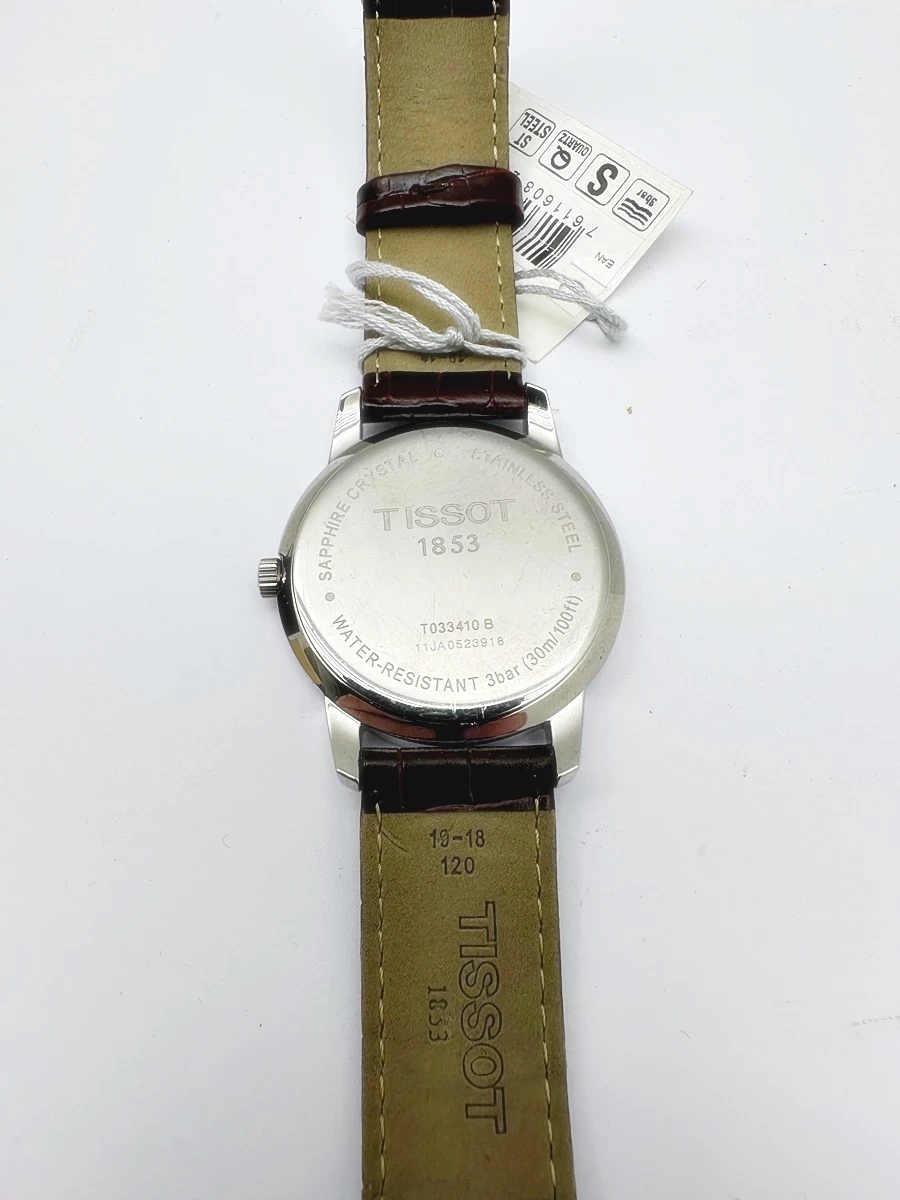 ST
STEEL
Q
QUARTZ
S
3bar
EAN
19-18
SAPPHIRE CRYSTAL
STAINLESS STEEL
TISSOT
1853
T033410 B
11JA0523918
WATER-RESISTANT 3bar (30m/100ft)
19-18
120
TISSOT
1853